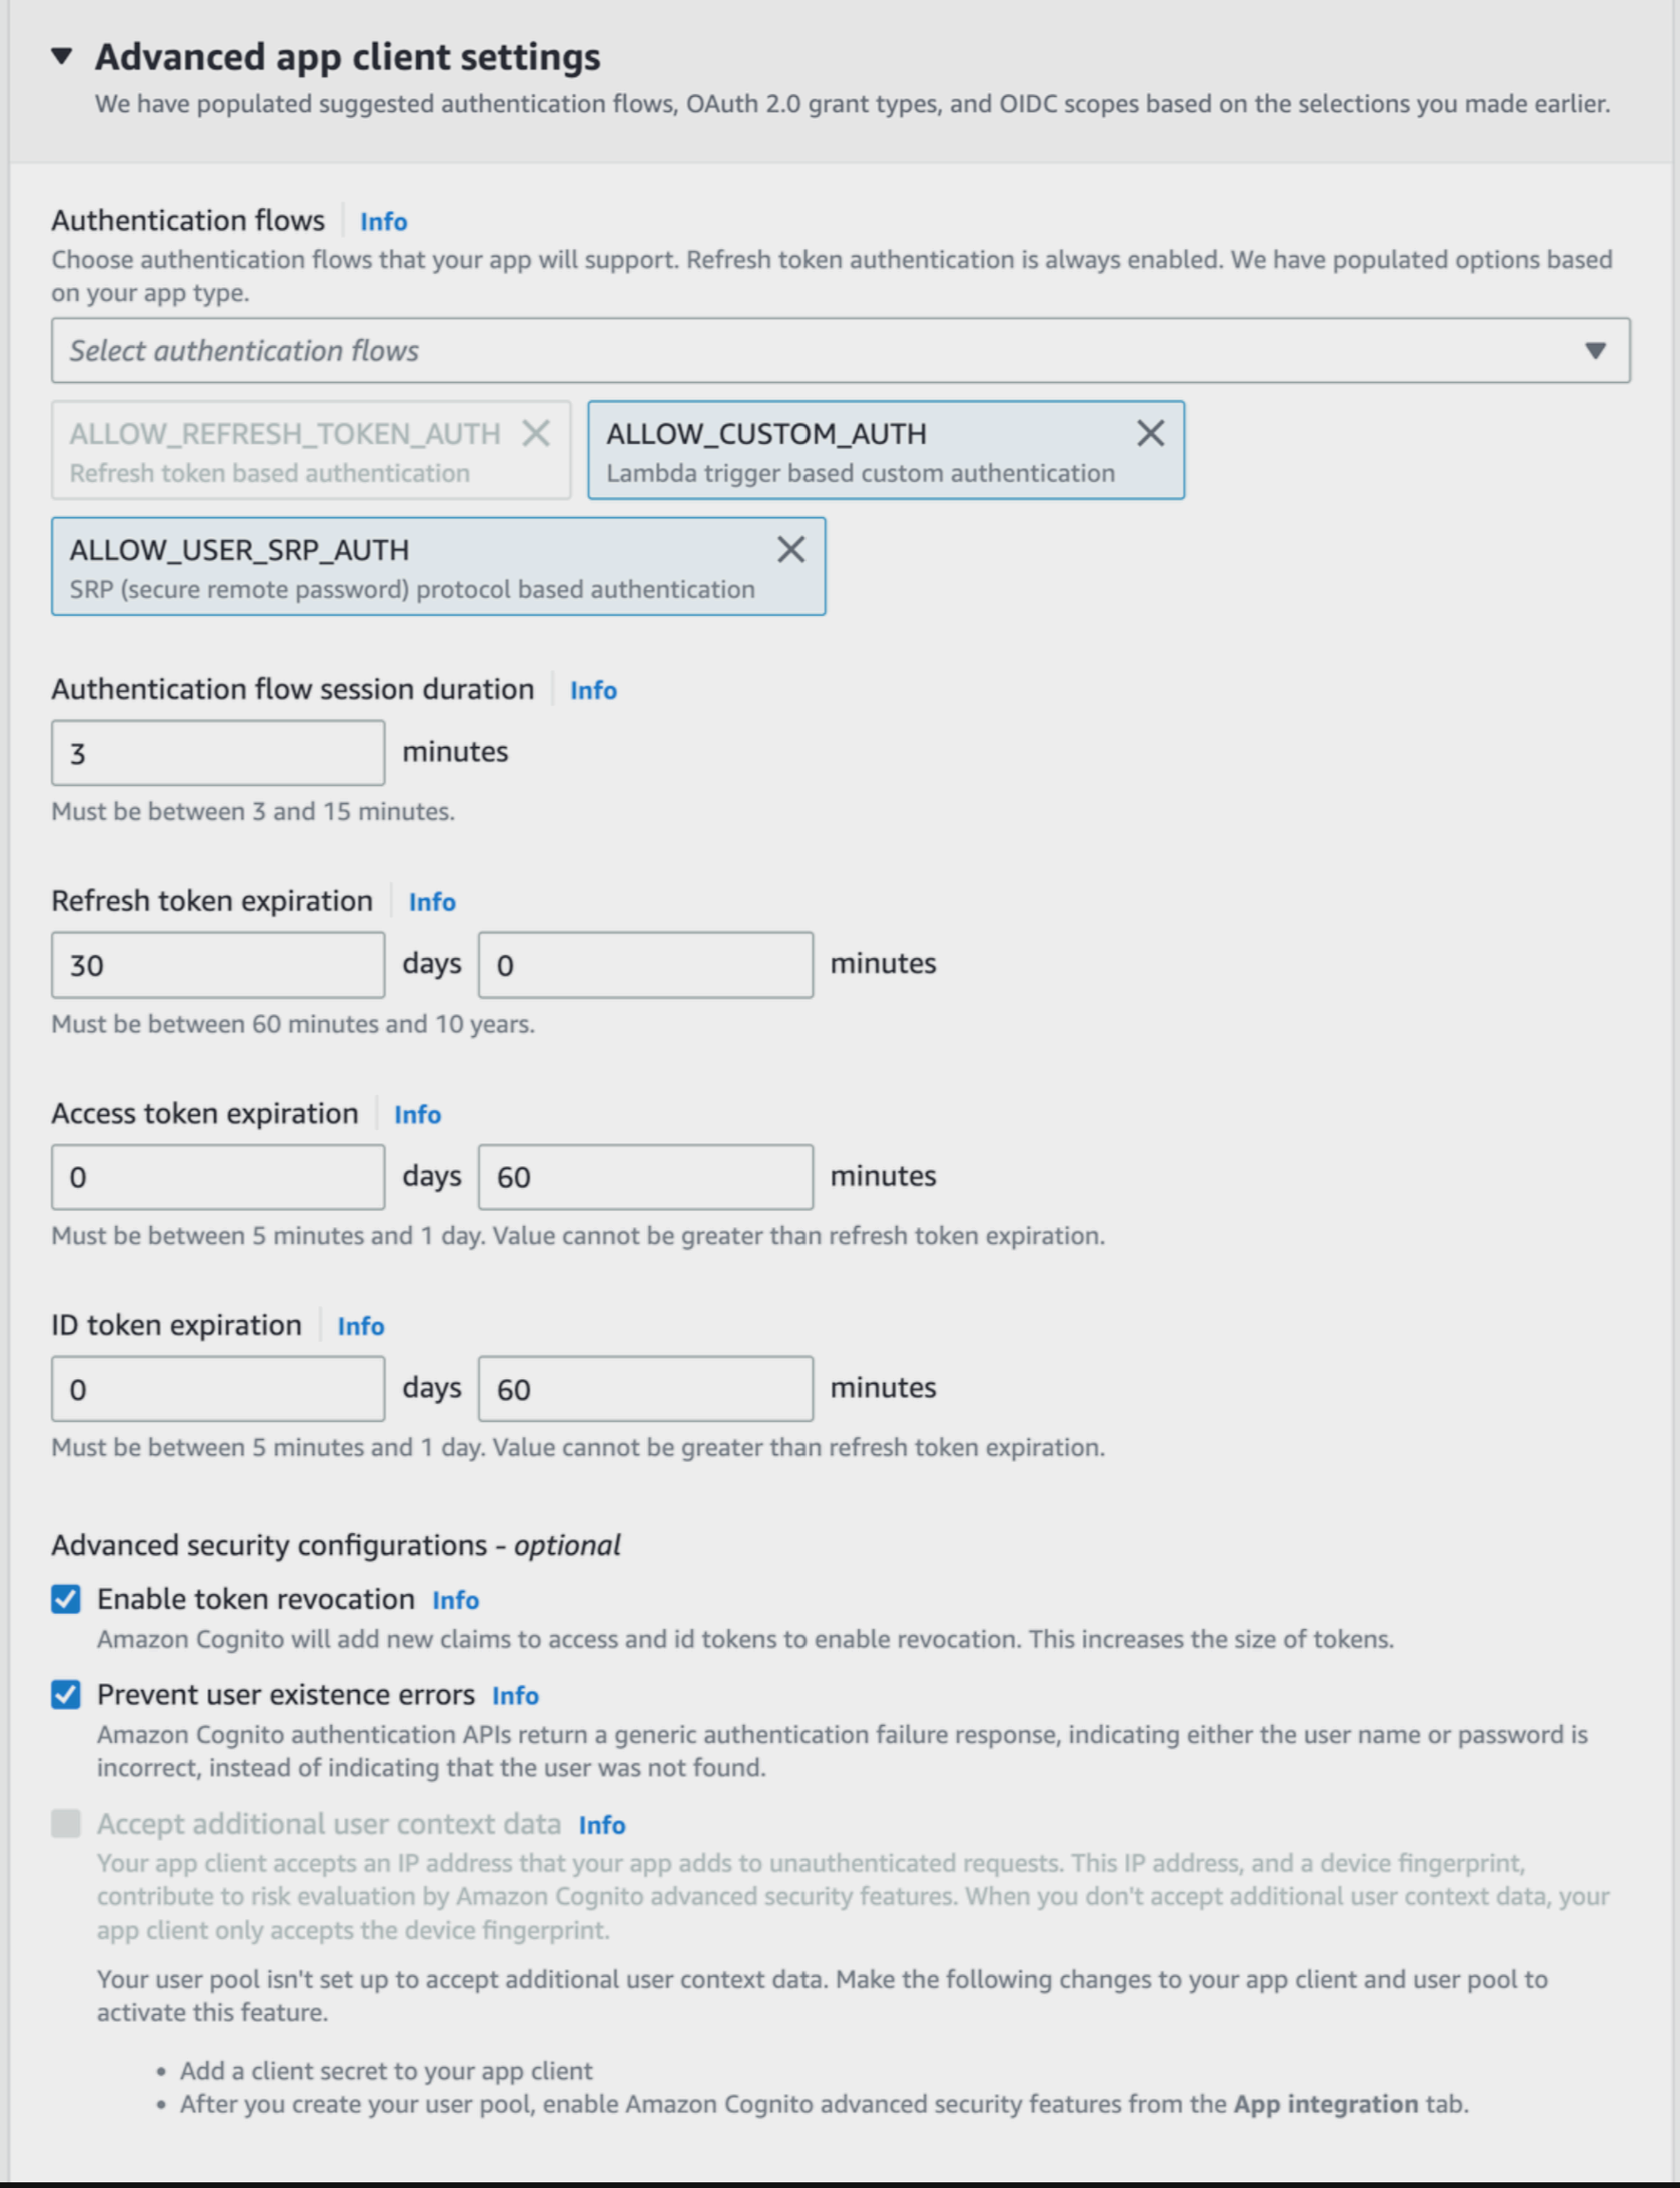 Advanced app client settings
We have populated suggested authentication flows, OAuth 2.0 grant types, and OIDC scopes based on the selections you made earlier.
Authentication flows Info
Choose authentication flows that your app will support. Refresh token authentication is always enabled. We have populated options based
on your app type.
Select authentication flows
ALLOW_REFRESH_TOKEN_AUTH
Refresh token based authentication
ALLOW_CUSTOM_AUTH
Lambda trigger based custom authentication
ALLOW_USER_SRP_AUTH
SRP (secure remote password) protocol based authentication
Authentication flow session duration Info
3 minutes
Must be between 3 and 15 minutes.
Refresh token expiration Info
30 days 0 minutes
Must be between 60 minutes and 10 years.
Access token expiration Info
0 days 60 minutes
Must be between 5 minutes and 1 day. Value cannot be greater than refresh token expiration.
ID token expiration Info
0 days 60 minutes
Must be between 5 minutes and 1 day. Value cannot be greater than refresh token expiration.
Advanced security configurations - optional
Enable token revocation Info
Amazon Cognito will add new claims to access and id tokens to enable revocation. This increases the size of tokens.
Prevent user existence errors Info
Amazon Cognito authentication APIs return a generic authentication failure response, indicating either the user name or password is
incorrect, instead of indicating that the user was not found.
Accept additional user context data Info
Your app client accepts an IP address that your app adds to unauthenticated requests. This IP address, and a device fingerprint,
contribute to risk evaluation by Amazon Cognito advanced security features. When you don't accept additional user context data, your
app client only accepts the device fingerprint.
Your user pool isn't set up to accept additional user context data. Make the following changes to your app client and user pool to
activate this feature.
• Add a client secret to your app client
• After you create your user pool, enable Amazon Cognito advanced security features from the App integration tab.